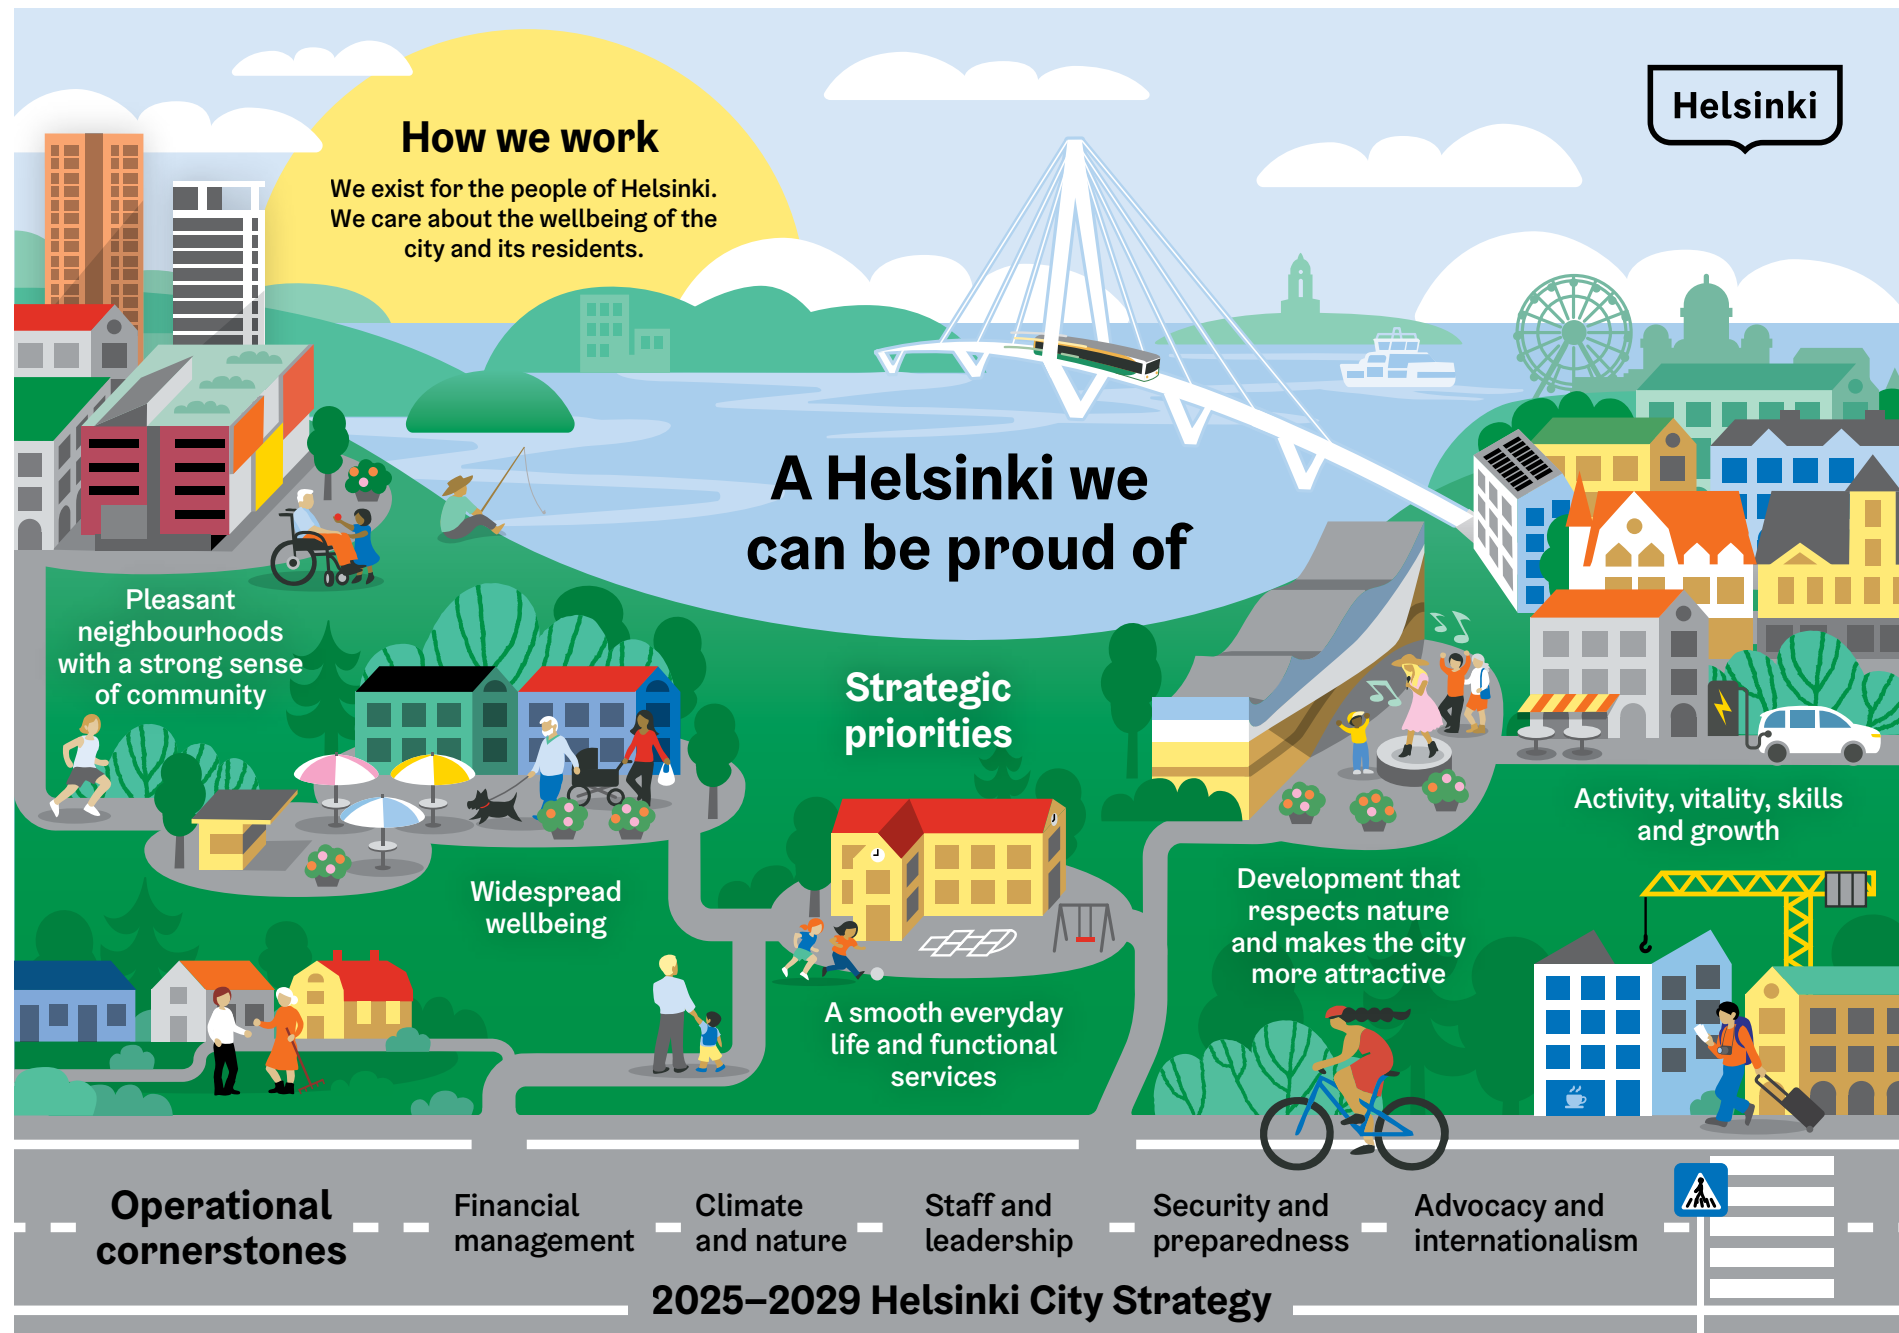 Helsinki
How we work
We exist for the people of Helsinki.
We care about the wellbeing of the
city and its residents.
A Helsinki we
can be proud of
Strategic
priorities
Pleasant
neighbourhoods
with a strong sense
of community
Widespread
wellbeing
A smooth everyday
life and functional
services
Development that
respects nature
and makes the city
more attractive
Activity, vitality, skills
and growth
Operational
cornerstones
Financial
management
Climate
and nature
Staff and
leadership
Security and
preparedness
Advocacy and
internationalism
2025–2029 Helsinki City Strategy